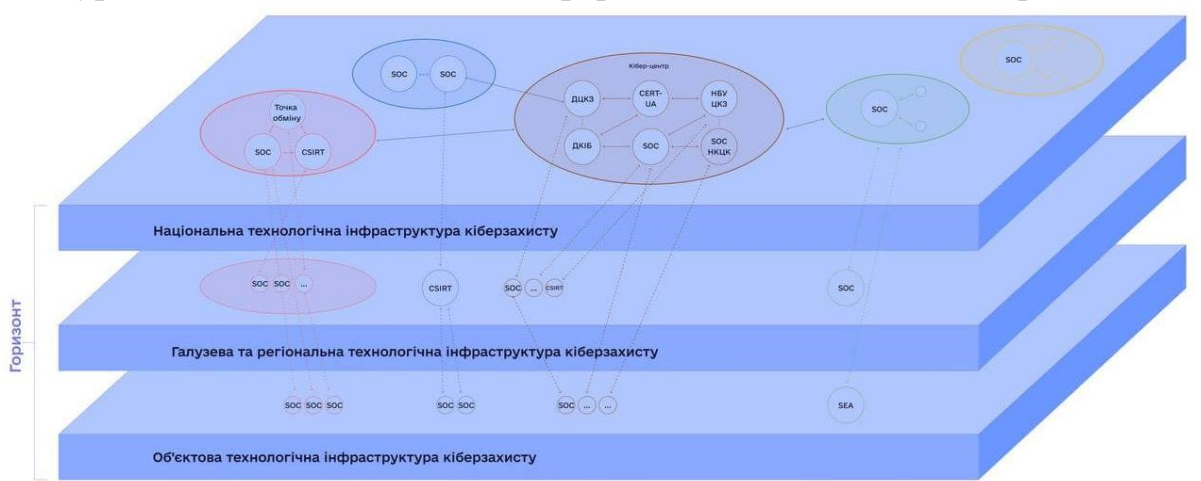 Кібер-центр
SOC
SOC SOC
ДЦКЗ CERT-
UA НБУ
ЦКЗ
Точка
обміну
SOC
SOC CSIRT
ДКІБ SOC SOC
НКЦК
Національна технологічна інфраструктура кіберзахисту
SOC SOC ...
CSIRT
SOC ... CSIRT
SOC
Галузева та регіональна технологічна інфраструктура кіберзахисту
SOC SOC SOC
SOC SOC
SOC ... ...
SEA
Об'єктова технологічна інфраструктура кіберзахисту
Горизонт